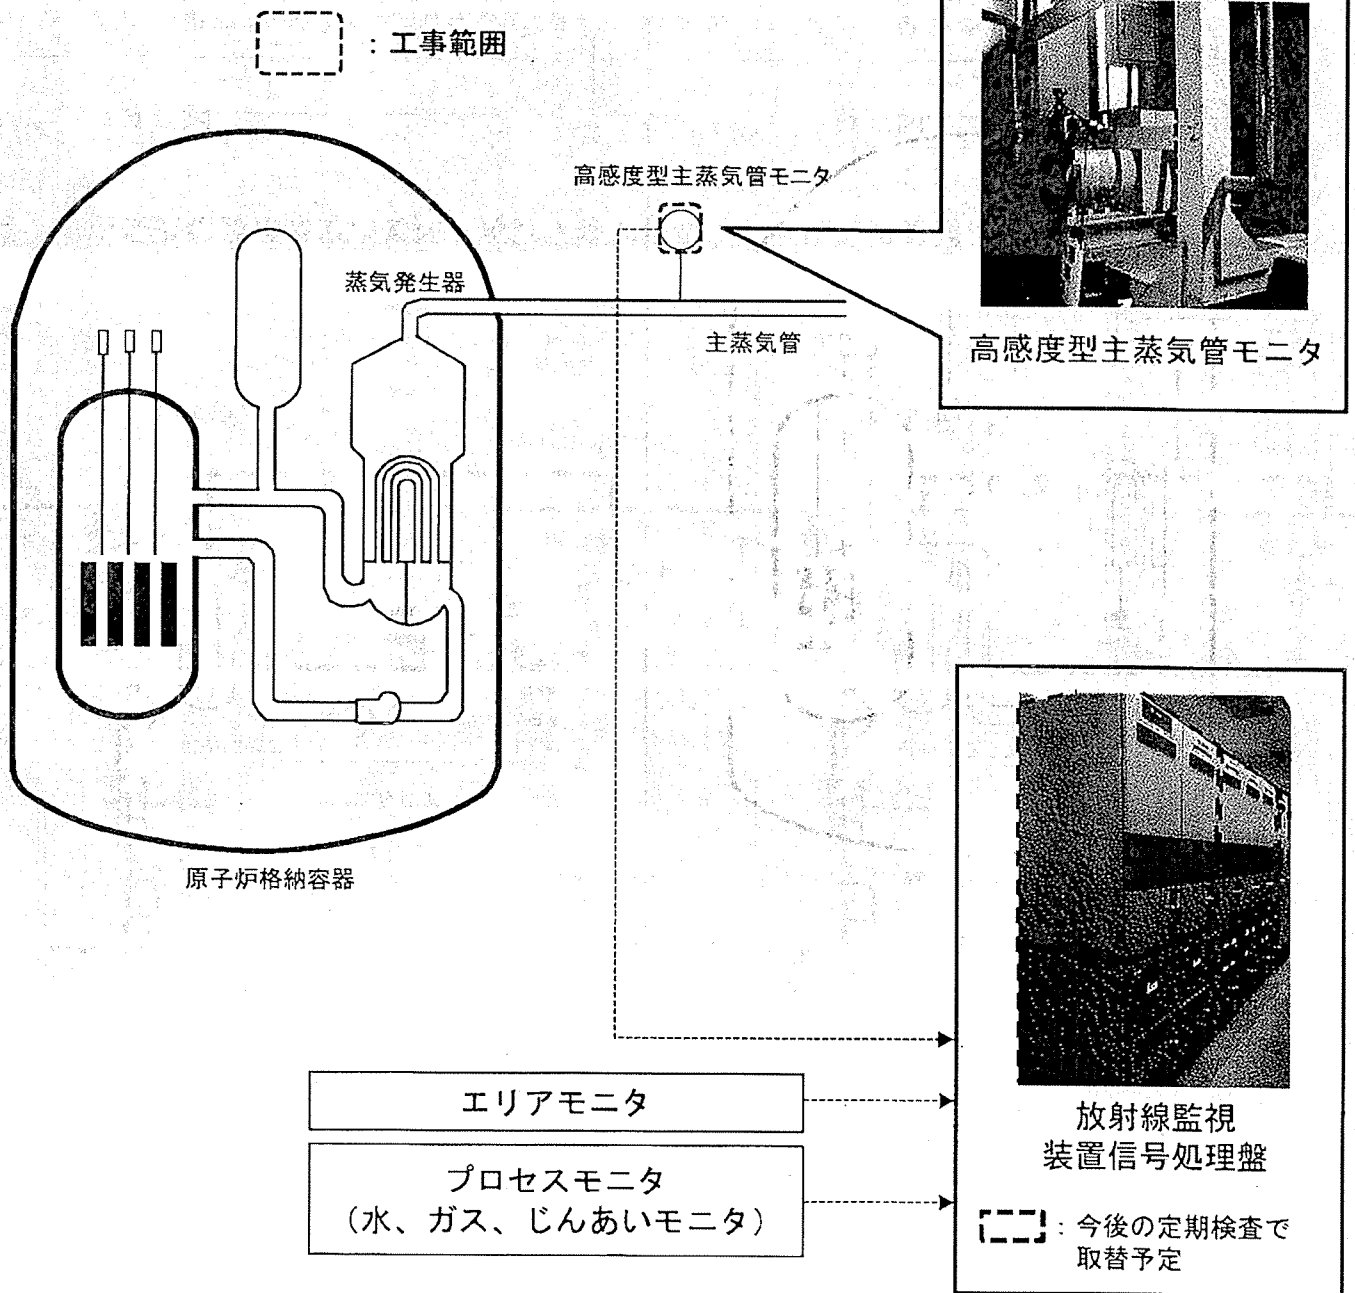 ：工事範囲
高感度型主蒸気管モニタ
蒸気発生器
主蒸気管
高感度型主蒸気管モニタ
原子炉格納容器
エリアモニタ
プロセスモニタ
（水、ガス、じんあいモニタ）
放射線監視
装置信号処理盤
：今後の定期検査で
取替予定